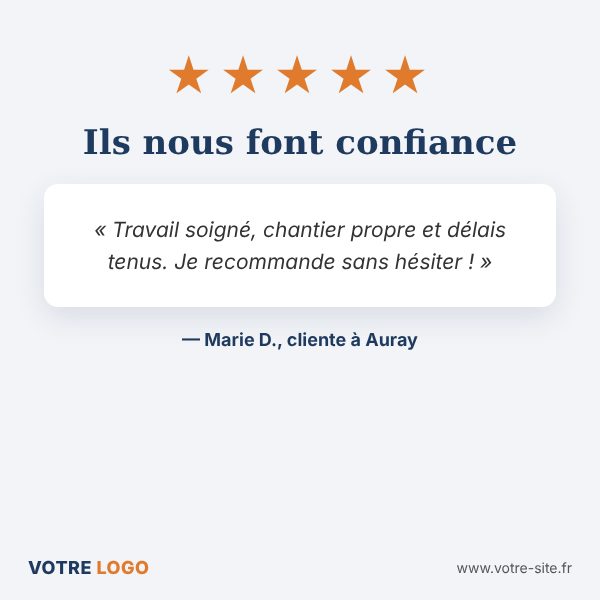 Ils nous font confiance
« Travail soigné, chantier propre et délais
tenus. Je recommande sans hésiter ! »
— Marie D., cliente à Auray
VOTRE LOGO
www.votre-site.fr